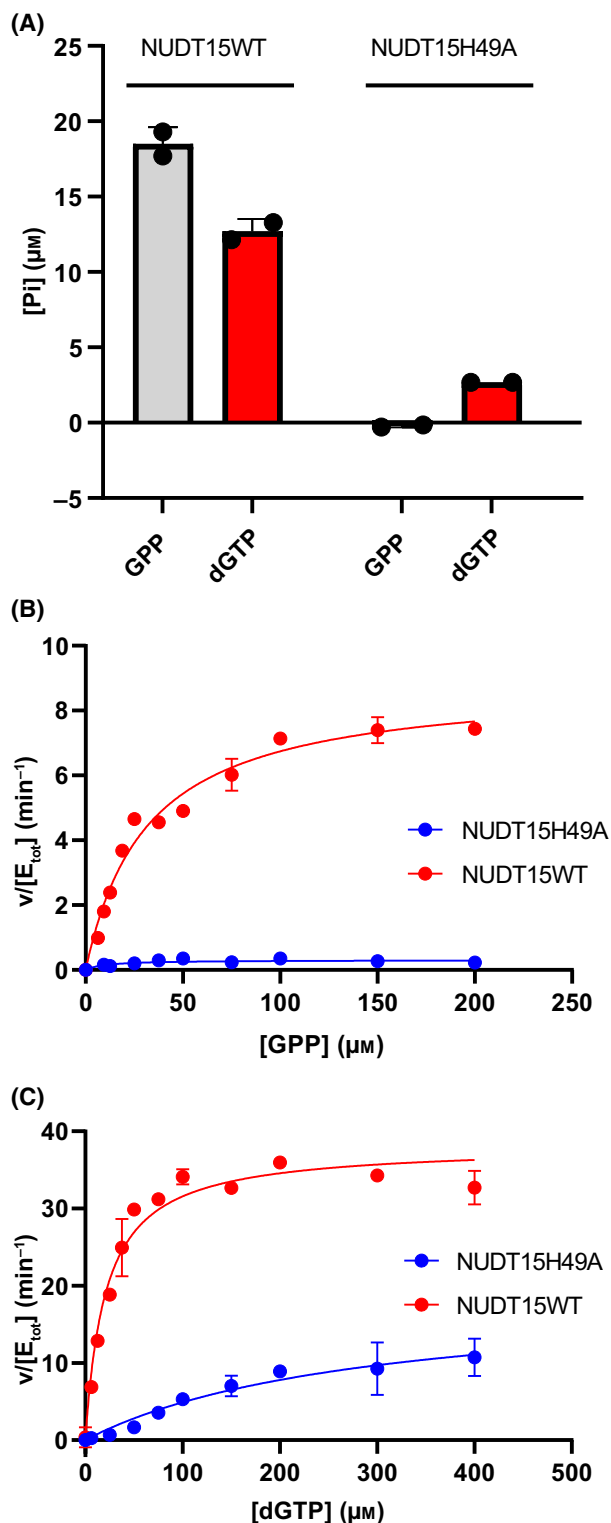 (A)
NUDT15WT NUDT15H49A
25
20
15
10
5
0
−5
[Pi] (μM)
GPP dGTP GPP dGTP
(B)
10
8
6
4
2
0
v/[Etot] (min−1)
NUDT15H49A
NUDT15WT
0 50 100 150 200 250
[GPP] (μM)
(C)
40
30
20
10
0
v/[Etot] (min−1)
NUDT15H49A
NUDT15WT
0 100 200 300 400 500
[dGTP] (μM)